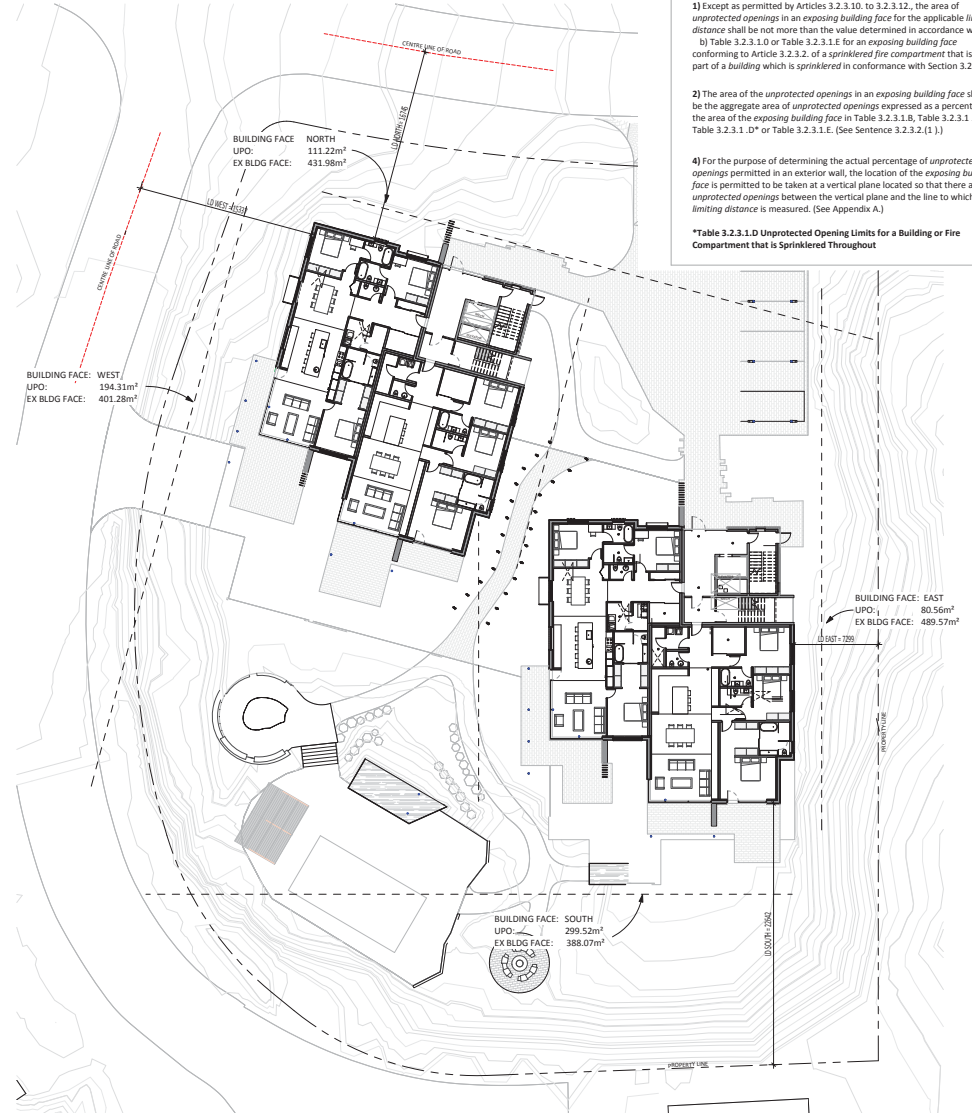 1) Except as permitted by Articles 3.2.3.10. to 3.2.3.12., the area of
unprotected openings in an exposing building face for the applicable
distance shall be not more than the value determined in accordance
b) Table 3.2.3.1.0 or Table 3.2.3.1.E for an exposing building face
conforming to Article 3.2.3.2. of a sprinklered fire compartment that is
part of a building which is sprinklered in conformance with Section 3.2
2) The area of the unprotected openings in an exposing building face
be the aggregate area of unprotected openings expressed as a
the area of the exposing building face in Table 3.2.3.1.B, Table 3.2.3.1
Table 3.2.3.1 .D* or Table 3.2.3.1.E. (See Sentence 3.2.3.2.(1 ).)
4) For the purpose of determining the actual percentage of
openings permitted in an exterior wall, the location of the exposing
face is permitted to be taken at a vertical plane located so that there
unprotected openings between the vertical plane and the line to which
limiting distance is measured. (See Appendix A.)
*Table 3.2.3.1.D Unprotected Opening Limits for a Building or Fire
Compartment that is Sprinklered Throughout
CENTRE LINE OF ROAD
LD NORTH= 16746
BUILDING FACE NORTH
UPO: 111.22m²
EX BLDG FACE: 431.98m²
LD WEST =
CENTRE LINE OF ROAD
BUILDING FACE: WEST
UPO: 194.31m²
EX BLDG FACE: 401.28m²
BUILDING FACE: EAST
UPO: 80.56m²
EX BLDG FACE: 489.57m²
LD EAST = 7299
PROPERTY LINE
BUILDING FACE: SOUTH
UPO: 299.52m²
EX BLDG FACE: 388.07m²
LD SOUTH = 22642
PROPERTY LINE